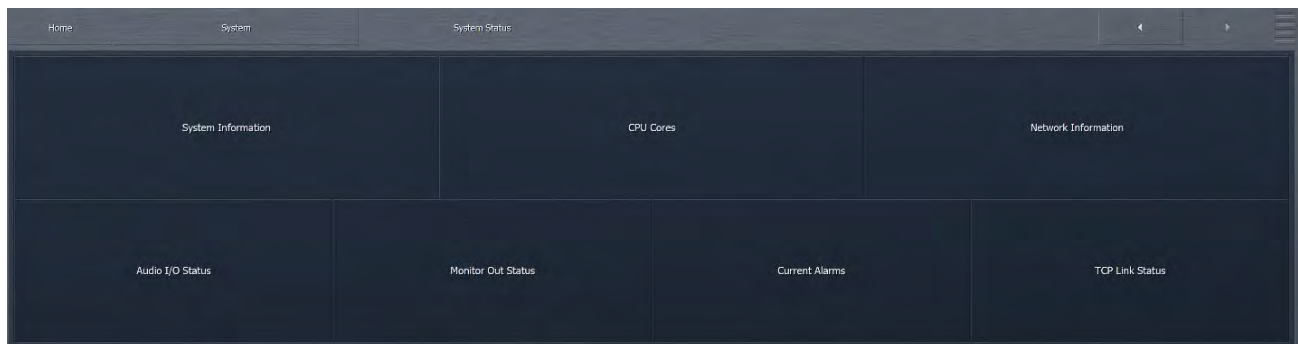 Home System System Status
System Information CPU Cores Network Information
Audio I/O Status Monitor Out Status Current Alarms TCP Link Status